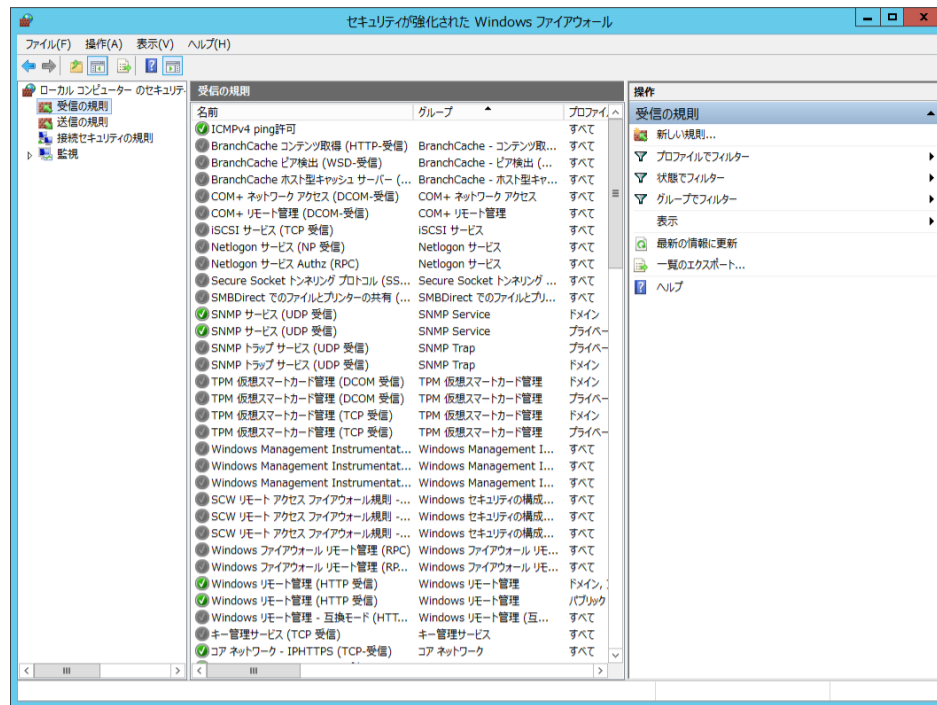 セキュリティが強化された Windows ファイアウォール
ファイル(F) 操作(A) 表示(V) ヘルプ(H)
ローカル コンピューター のセキュリテ
受信の規則
送信の規則
接続セキュリティの規則
監視
受信の規則
名前 グループ プロファイ
ICMPv4 ping許可 すべて
BranchCache コンテンツ取得 (HTTP-受信) BranchCache - コンテンツ取... すべて
BranchCache ピア検出 (WSD-受信) BranchCache - ピア検出 (... すべて
BranchCache ホスト型キャッシュ サーバー (... BranchCache - ホスト型キャ... すべて
COM+ ネットワーク アクセス (DCOM-受信) COM+ ネットワーク アクセス すべて
COM+ リモート管理 (DCOM-受信) COM+ リモート管理 すべて
iSCSI サービス (TCP 受信) iSCSI サービス すべて
Netlogon サービス (NP 受信) Netlogon サービス すべて
Netlogon サービス Authz (RPC) Netlogon サービス すべて
Secure Socket トンネリング プロトコル (SS... Secure Socket トンネリング ... すべて
SMBDirect でのファイルとプリンターの共有 (... SMBDirect でのファイルとプリ... すべて
SNMP サービス (UDP 受信) SNMP Service ドメイン
SNMP サービス (UDP 受信) SNMP Service プライベー
SNMP トラップ サービス (UDP 受信) SNMP Trap プライベー
SNMP トラップ サービス (UDP 受信) SNMP Trap ドメイン
TPM 仮想スマートカード管理 (DCOM 受信) TPM 仮想スマートカード管理 ドメイン
TPM 仮想スマートカード管理 (DCOM 受信) TPM 仮想スマートカード管理 プライベー
TPM 仮想スマートカード管理 (TCP 受信) TPM 仮想スマートカード管理 ドメイン
TPM 仮想スマートカード管理 (TCP 受信) TPM 仮想スマートカード管理 プライベー
Windows Management Instrumentat... Windows Management I... すべて
Windows Management Instrumentat... Windows Management I... すべて
Windows Management Instrumentat... Windows Management I... すべて
SCW リモート アクセス ファイアウォール規則 -... Windows セキュリティの構成... すべて
SCW リモート アクセス ファイアウォール規則 -... Windows セキュリティの構成... すべて
SCW リモート アクセス ファイアウォール規則 -... Windows セキュリティの構成... すべて
Windows ファイアウォール リモート管理 (RPC) Windows ファイアウォール リモ... すべて
Windows ファイアウォール リモート管理 (RP... Windows ファイアウォール リモ... すべて
Windows リモート管理 (HTTP 受信) Windows リモート管理 ドメイン,
Windows リモート管理 (HTTP 受信) Windows リモート管理 パブリック
Windows リモート管理 - 互換モード (HTT... Windows リモート管理 (互... すべて
キー管理サービス (TCP 受信) キー管理サービス すべて
コア ネットワーク - IPHTTPS (TCP-受信) コア ネットワーク すべて
操作
受信の規則
新しい規則...
プロファイルでフィルター
状態でフィルター
グループでフィルター
表示
最新の情報に更新
一覧のエクスポート...
ヘルプ